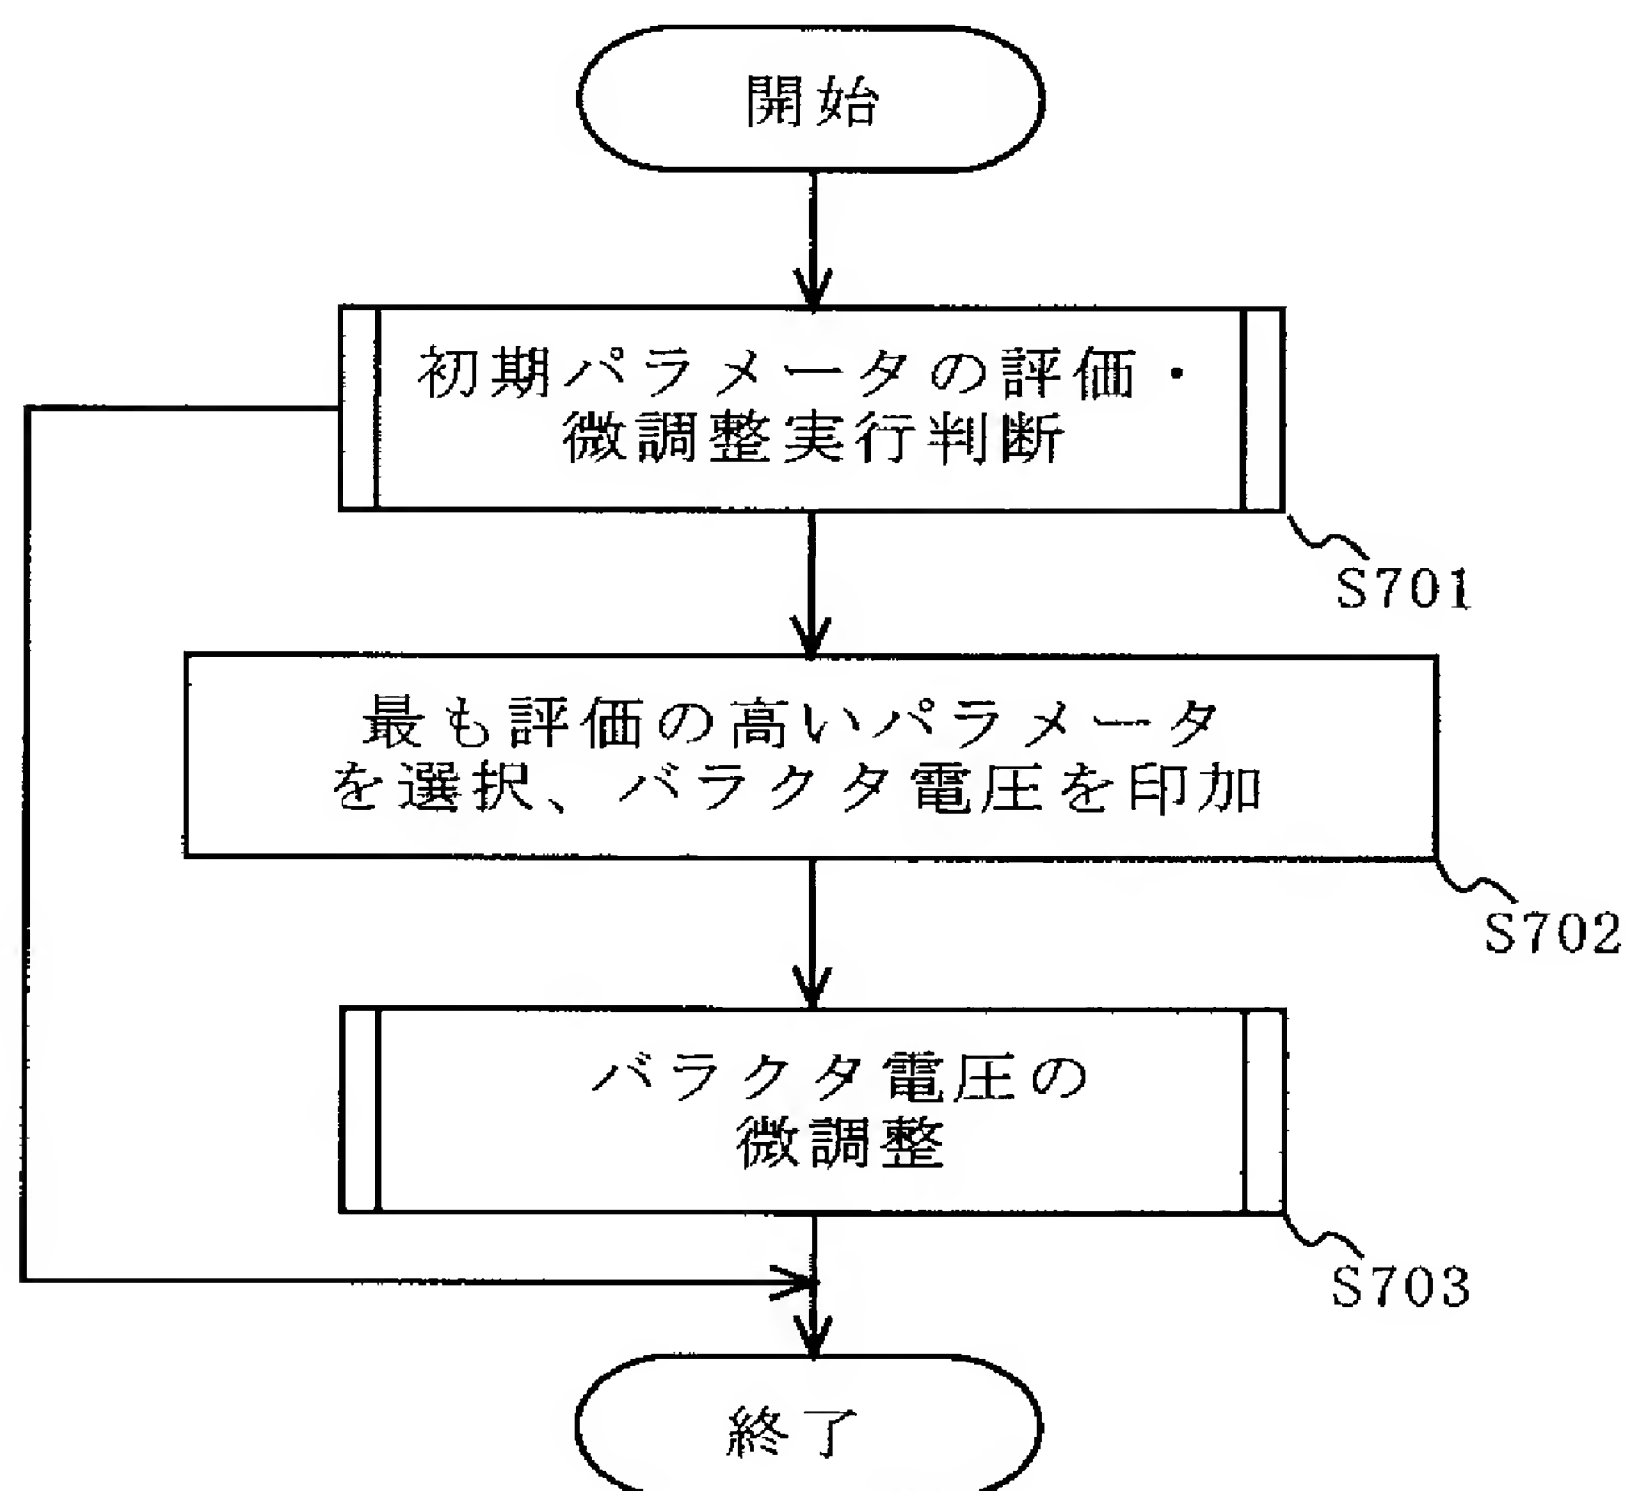 開始
初期パラメータの評価・
微調整実行判断
S701
最も評価の高いパラメータ
を選択、バラクタ電圧を印加
S702
バラクタ電圧の
微調整
S703
終了